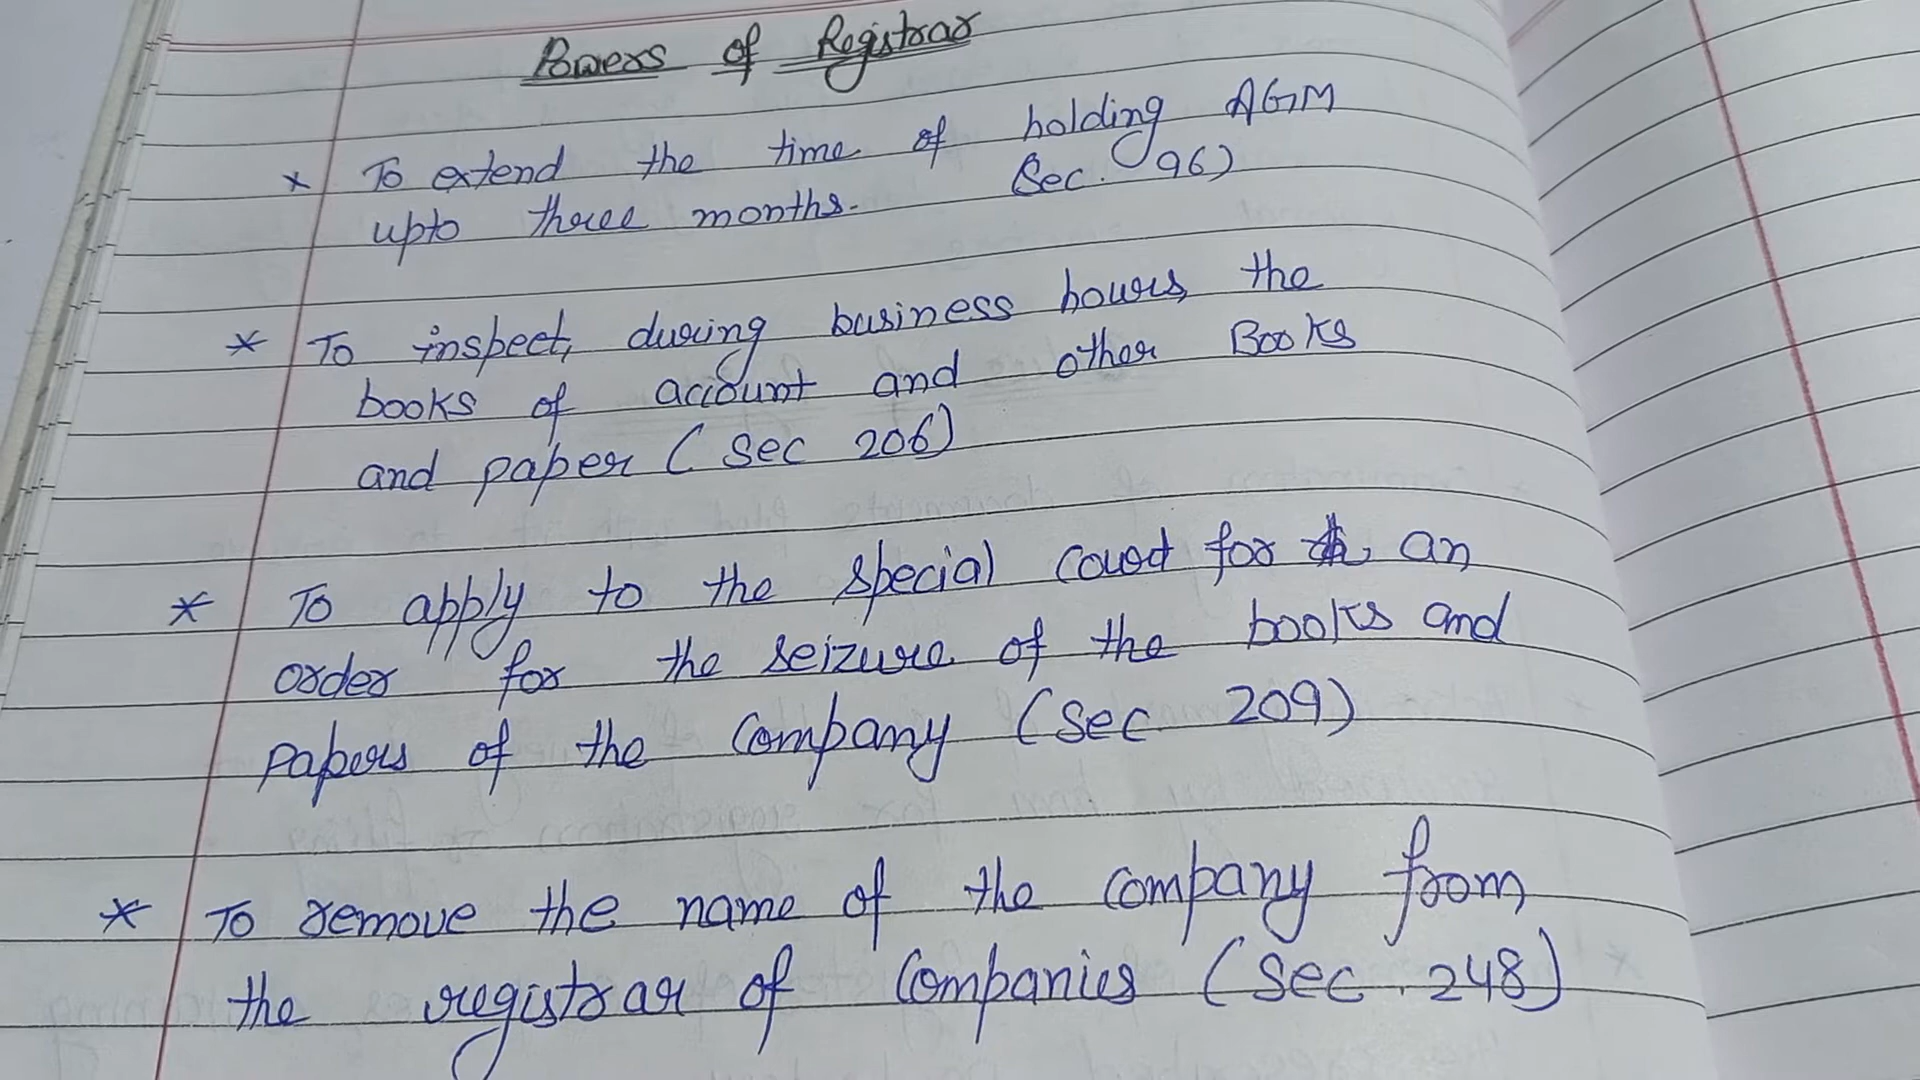 Powers of Registrar
* To extend the time of holding AGM
upto three months. (Sec. 96)
* To inspect, during business hours, the
books of account and other Books
and paper (Sec 206)
* To apply to the special court for an
order for the seizure of the books and
papers of the company (Sec 209)
* To remove the name of the company from
the registrar of companies (Sec. 248)